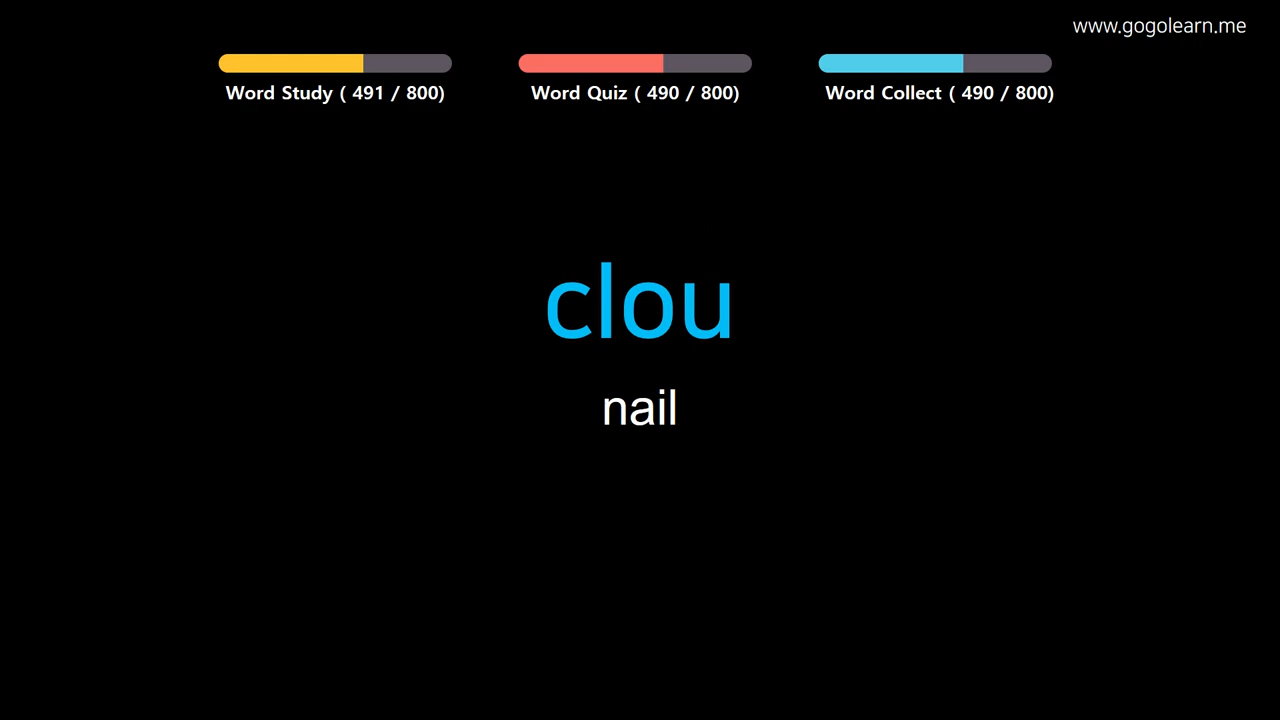 www.gogolearn.me
Word Study ( 491 / 800)
Word Quiz ( 490 / 800)
Word Collect ( 490 / 800)
clou
nail